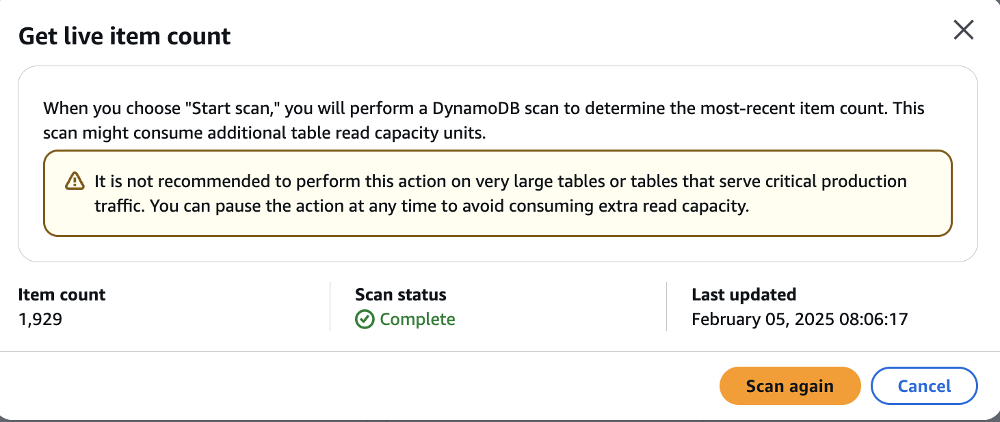 Get live item count
When you choose "Start scan," you will perform a DynamoDB scan to determine the most-recent item count. This
scan might consume additional table read capacity units.
It is not recommended to perform this action on very large tables or tables that serve critical production
traffic. You can pause the action at any time to avoid consuming extra read capacity.
Item count
1,929
Scan status
Complete
Last updated
February 05, 2025 08:06:17
Scan again
Cancel